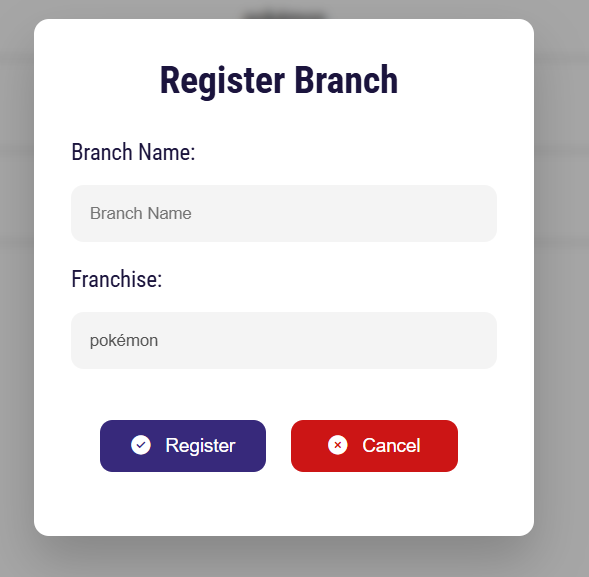 Register Branch
Branch Name:
Branch Name
Franchise:
pokémon
Register
Cancel